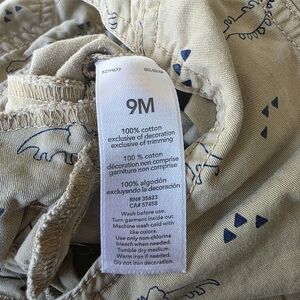 9M
100% cotton
exclusive of decoration
exclusive of trimming
100 % cotton
décoration non comprise
garniture non comprise
100% algodón
excluyendo la decoración
RN# 35623
CA# 57458
Wash before use.
Turn garment inside out.
Machine wash cold with
like colors.
Use only non-chlorine
bleach when needed.
Tumble dry medium.
Warm iron if needed.
Do not iron decoration.